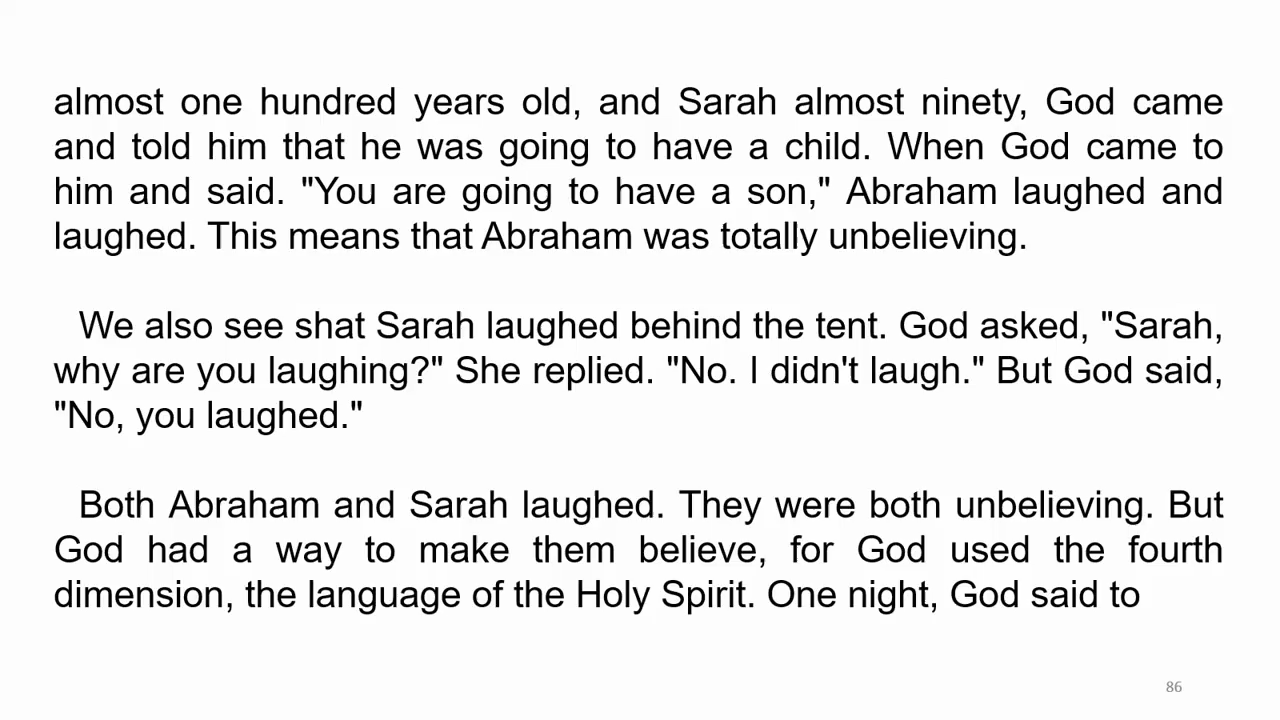 almost one hundred years old, and Sarah almost ninety, God came
and told him that he was going to have a child. When God came to
him and said. "You are going to have a son," Abraham laughed and
laughed. This means that Abraham was totally unbelieving.
We also see shat Sarah laughed behind the tent. God asked, "Sarah,
why are you laughing?" She replied. "No. I didn't laugh." But God said,
"No, you laughed."
Both Abraham and Sarah laughed. They were both unbelieving. But
God had a way to make them believe, for God used the fourth
dimension, the language of the Holy Spirit. One night, God said to
86